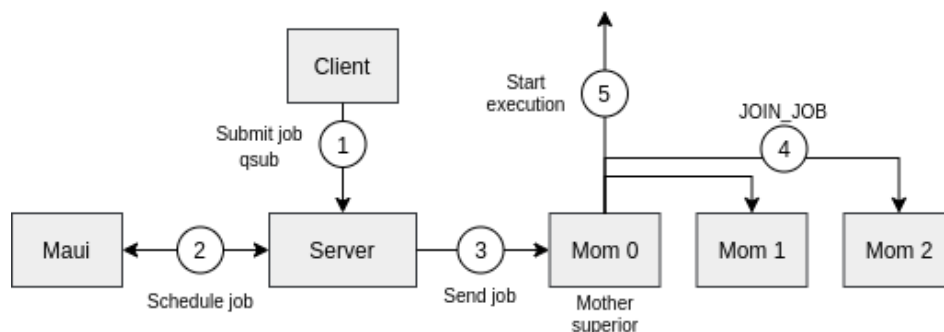 Client
Start
execution
5
JOIN_JOB
Submit job
qsub
1
4
Maui
2
Server
3
Mom 0
Mom 1
Mom 2
Schedule job
Send job
Mother
superior